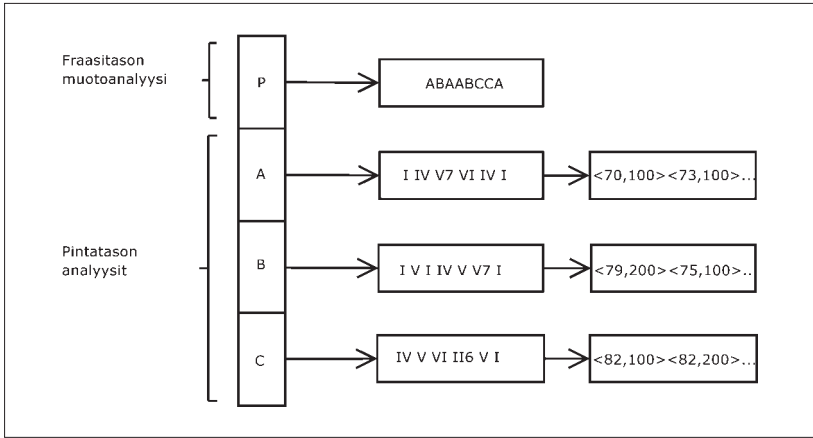 Fraasitason
muotoanalyysi
P
ABAABCCA
A
I IV V7 VI IV I
<70,100><73,100>...
Pintatason
analyysit
B
I V I IV V V7 I
<79,200><75,100>..
C
IV V VI II6 V I
<82,100><82,200>...